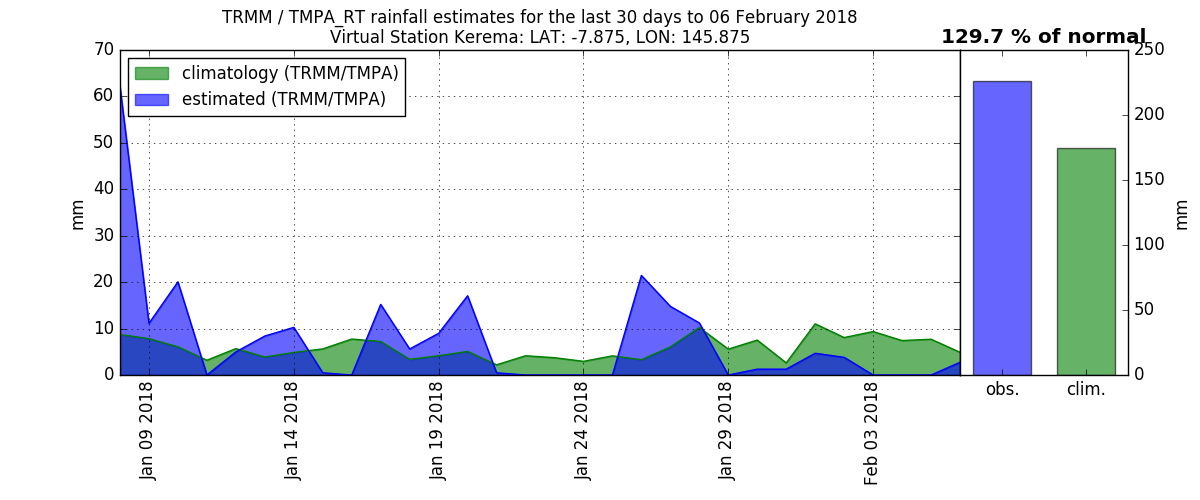 TRMM / TMPA_RT rainfall estimates for the last 30 days to 06 February 2018
Virtual Station Kerema: LAT: -7.875, LON: 145.875
129.7 % of normal
climatology (TRMM/TMPA)
estimated (TRMM/TMPA)
70
60
50
40
30
20
10
0
mm
Jan 09 2018
Jan 14 2018
Jan 19 2018
Jan 24 2018
Jan 29 2018
Feb 03 2018
obs.
clim.
250
200
150
100
50
0
mm